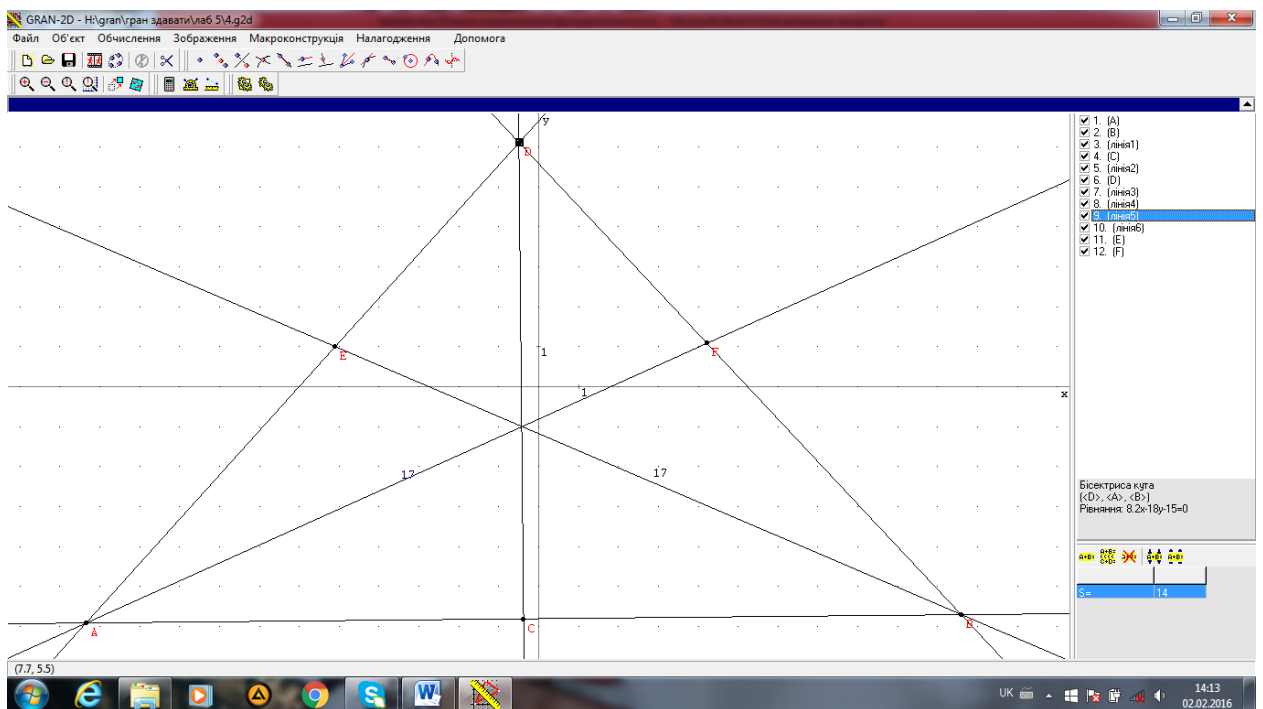 GRAN-2D - H:\gran\гран здавати\лаб 5\4.g2d
Файл Об'єкт Обчислення Зображення Макроконструкція Налагодження Допомога
y
D
E
1
F
1
x
17
17
A
C
B
1. (A)
2. (B)
3. (лінія1)
4. (C)
5. (лінія2)
6. (D)
7. (лінія3)
8. (лінія4)
9. (лінія5)
10. (лінія6)
11. (E)
12. (F)
Бісектриса кута
(<D>, <A>, <B>)
Рівняння: 8.2x-18y-15=0
S= 14
(7.7, 5.5)
UK
14:13
02.02.2016